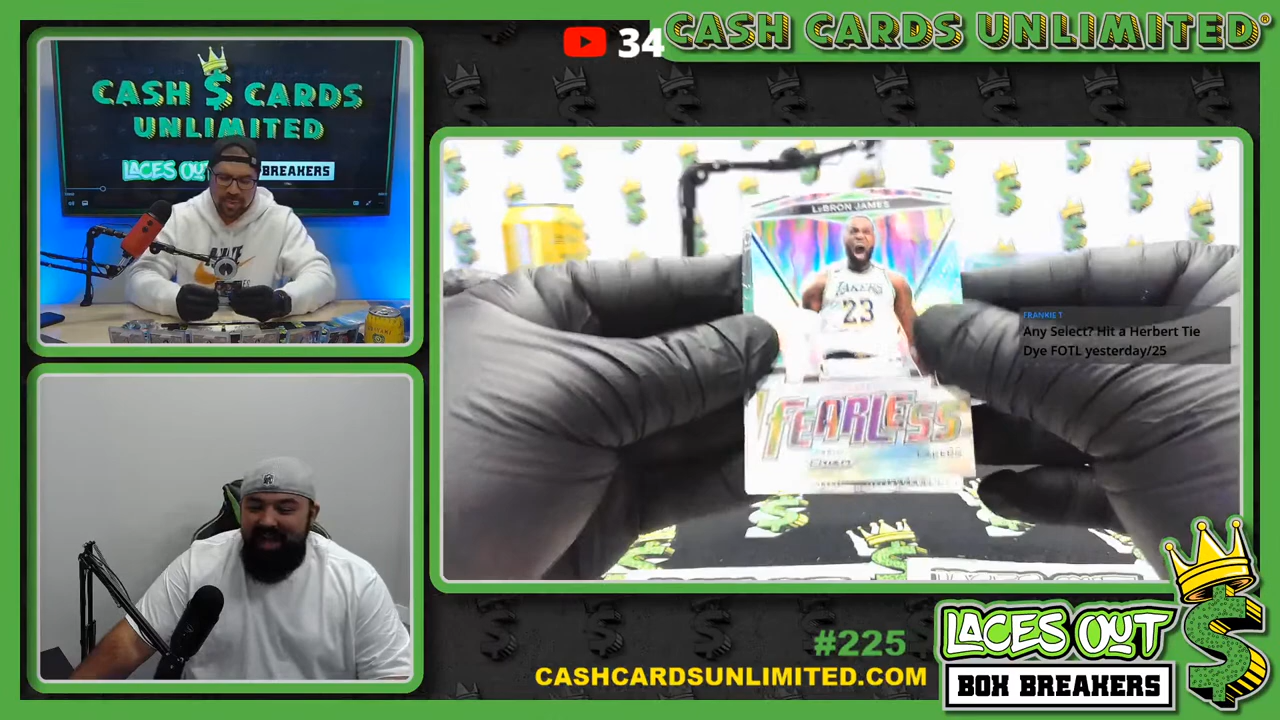 34
CASH CARDS UNLIMITED®
CASH $ CARDS
UNLIMITED
LACES OUT
BREAKERS
LEBRON JAMES
LAKERS
23
FEARLESS
FRANKIE T
Any Select? Hit a Herbert Tie
Dye FOTL yesterday/25
#225
CASHCARDSUNLIMITED.COM
LACES OUT
BOX BREAKERS